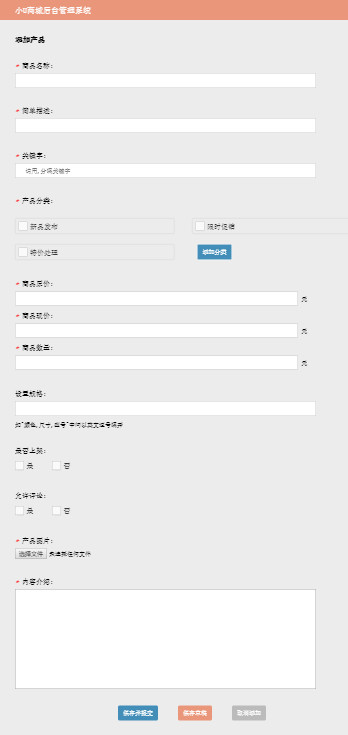 小U商城后台管理系统
添加产品
* 商品名称：
* 简单描述：
* 关键字：
请用,分隔关键字
* 产品分类：
新品发布
限时促销
特价处理
添加分类
* 商品原价：
元
* 商品现价：
元
* 商品数量：
元
设置规格：
如"颜色,尺寸,型号"中间以英文逗号隔开
是否上架：
是 否
允许评论：
是 否
* 产品图片：
选择文件 未选择任何文件
* 内容介绍：
保存并提交 保存草稿 取消添加